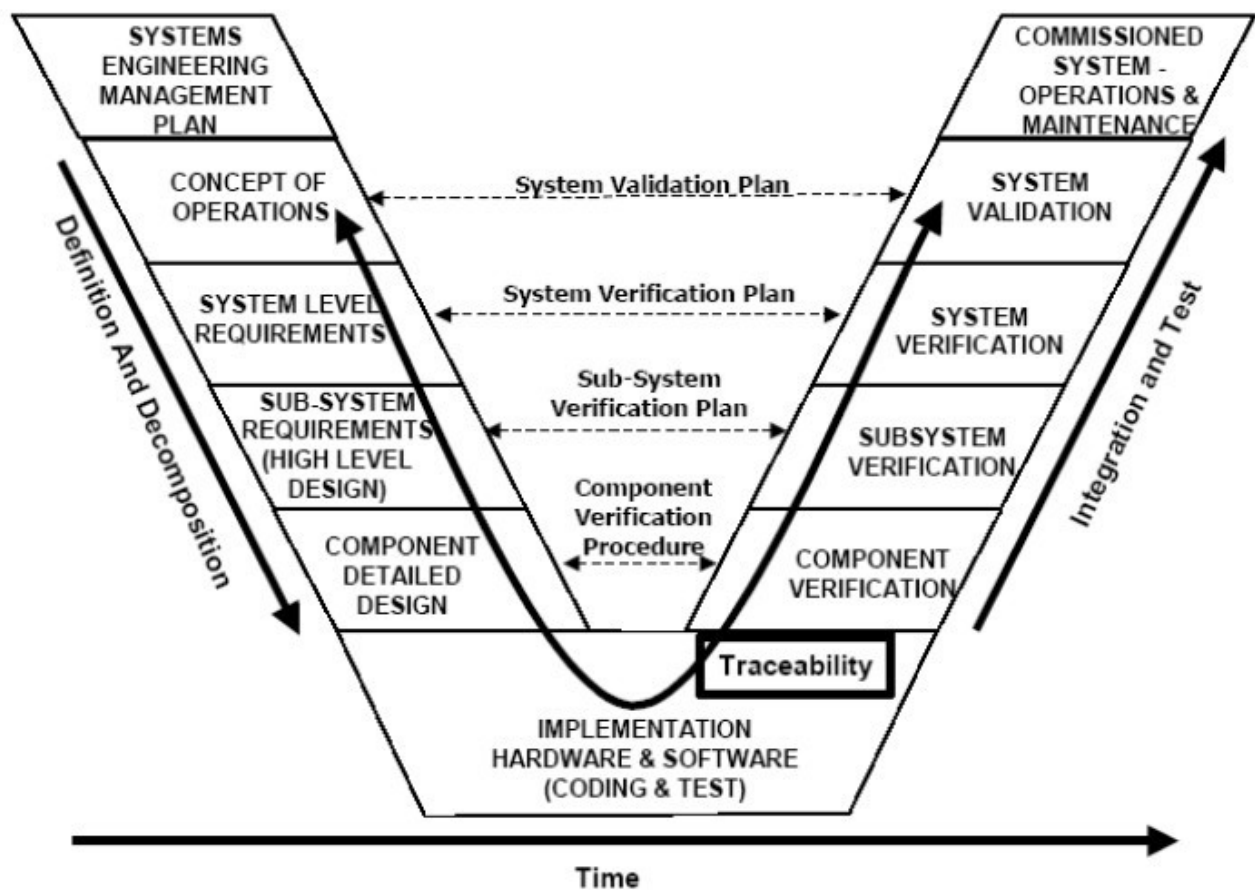 SYSTEMS
ENGINEERING
MANAGEMENT
PLAN
COMMISSIONED
SYSTEM -
OPERATIONS &
MAINTENANCE
CONCEPT OF
OPERATIONS
System Validation Plan
SYSTEM
VALIDATION
Definition And Decomposition
SYSTEM LEVEL
REQUIREMENTS
System Verification Plan
SYSTEM
VERIFICATION
Integration and Test
SUB-SYSTEM
REQUIREMENTS
(HIGH LEVEL
DESIGN)
Sub-System
Verification Plan
SUBSYSTEM
VERIFICATION
COMPONENT
DETAILED
DESIGN
Component
Verification
Procedure
COMPONENT
VERIFICATION
Traceability
IMPLEMENTATION
HARDWARE & SOFTWARE
(CODING & TEST)
Time